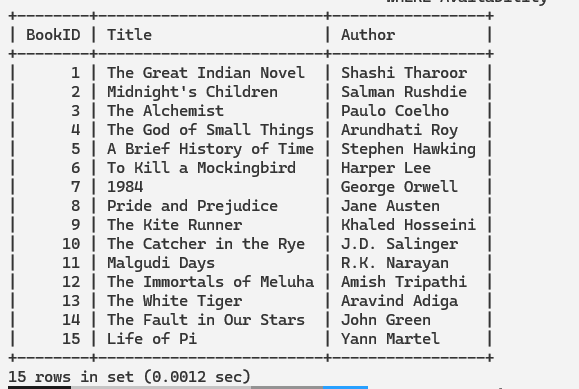 WHERE Availability
+--------+-------------------------+-----------------+
| BookID | Title                   | Author          |
+--------+-------------------------+-----------------+
|      1 | The Great Indian Novel  | Shashi Tharoor  |
|      2 | Midnight's Children     | Salman Rushdie  |
|      3 | The Alchemist           | Paulo Coelho    |
|      4 | The God of Small Things | Arundhati Roy   |
|      5 | A Brief History of Time | Stephen Hawking |
|      6 | To Kill a Mockingbird   | Harper Lee      |
|      7 | 1984                    | George Orwell   |
|      8 | Pride and Prejudice     | Jane Austen     |
|      9 | The Kite Runner         | Khaled Hosseini |
|     10 | The Catcher in the Rye  | J.D. Salinger   |
|     11 | Malgudi Days            | R.K. Narayan    |
|     12 | The Immortals of Meluha | Amish Tripathi  |
|     13 | The White Tiger         | Aravind Adiga   |
|     14 | The Fault in Our Stars  | John Green      |
|     15 | Life of Pi              | Yann Martel     |
+--------+-------------------------+-----------------+
15 rows in set (0.0012 sec)